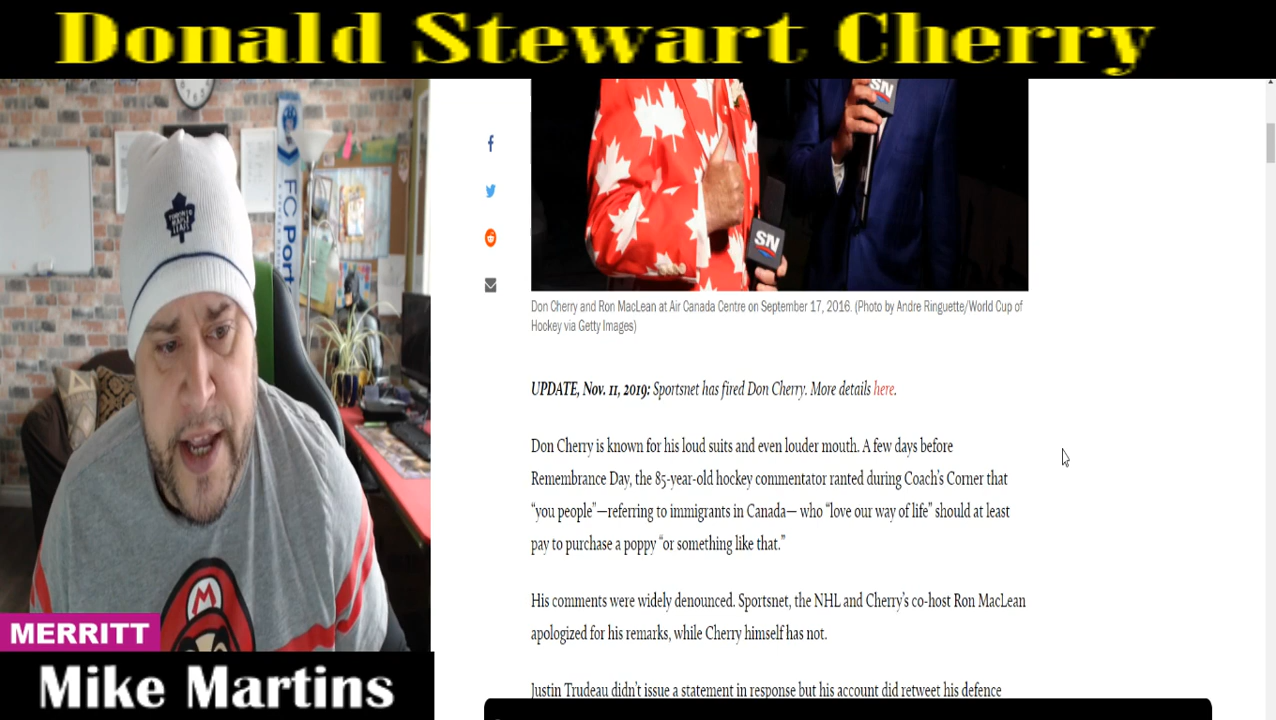 Donald Stewart Cherry
SN
SN
TORONTO
MAPLE
LEAFS
FC Port
M
Don Cherry and Ron MacLean at Air Canada Centre on September 17, 2016. (Photo by Andre Ringuette/World Cup of
Hockey via Getty Images)
UPDATE, Nov. 11, 2019: Sportsnet has fired Don Cherry. More details here.
Don Cherry is known for his loud suits and even louder mouth. A few days before
Remembrance Day, the 85-year-old hockey commentator ranted during Coach's Corner that
“you people”—referring to immigrants in Canada— who “love our way of life” should at least
pay to purchase a poppy “or something like that.”
His comments were widely denounced. Sportsnet, the NHL and Cherry's co-host Ron MacLean
apologized for his remarks, while Cherry himself has not.
Justin Trudeau didn't issue a statement in response but his account did retweet his defence
MERRITT
Mike Martins